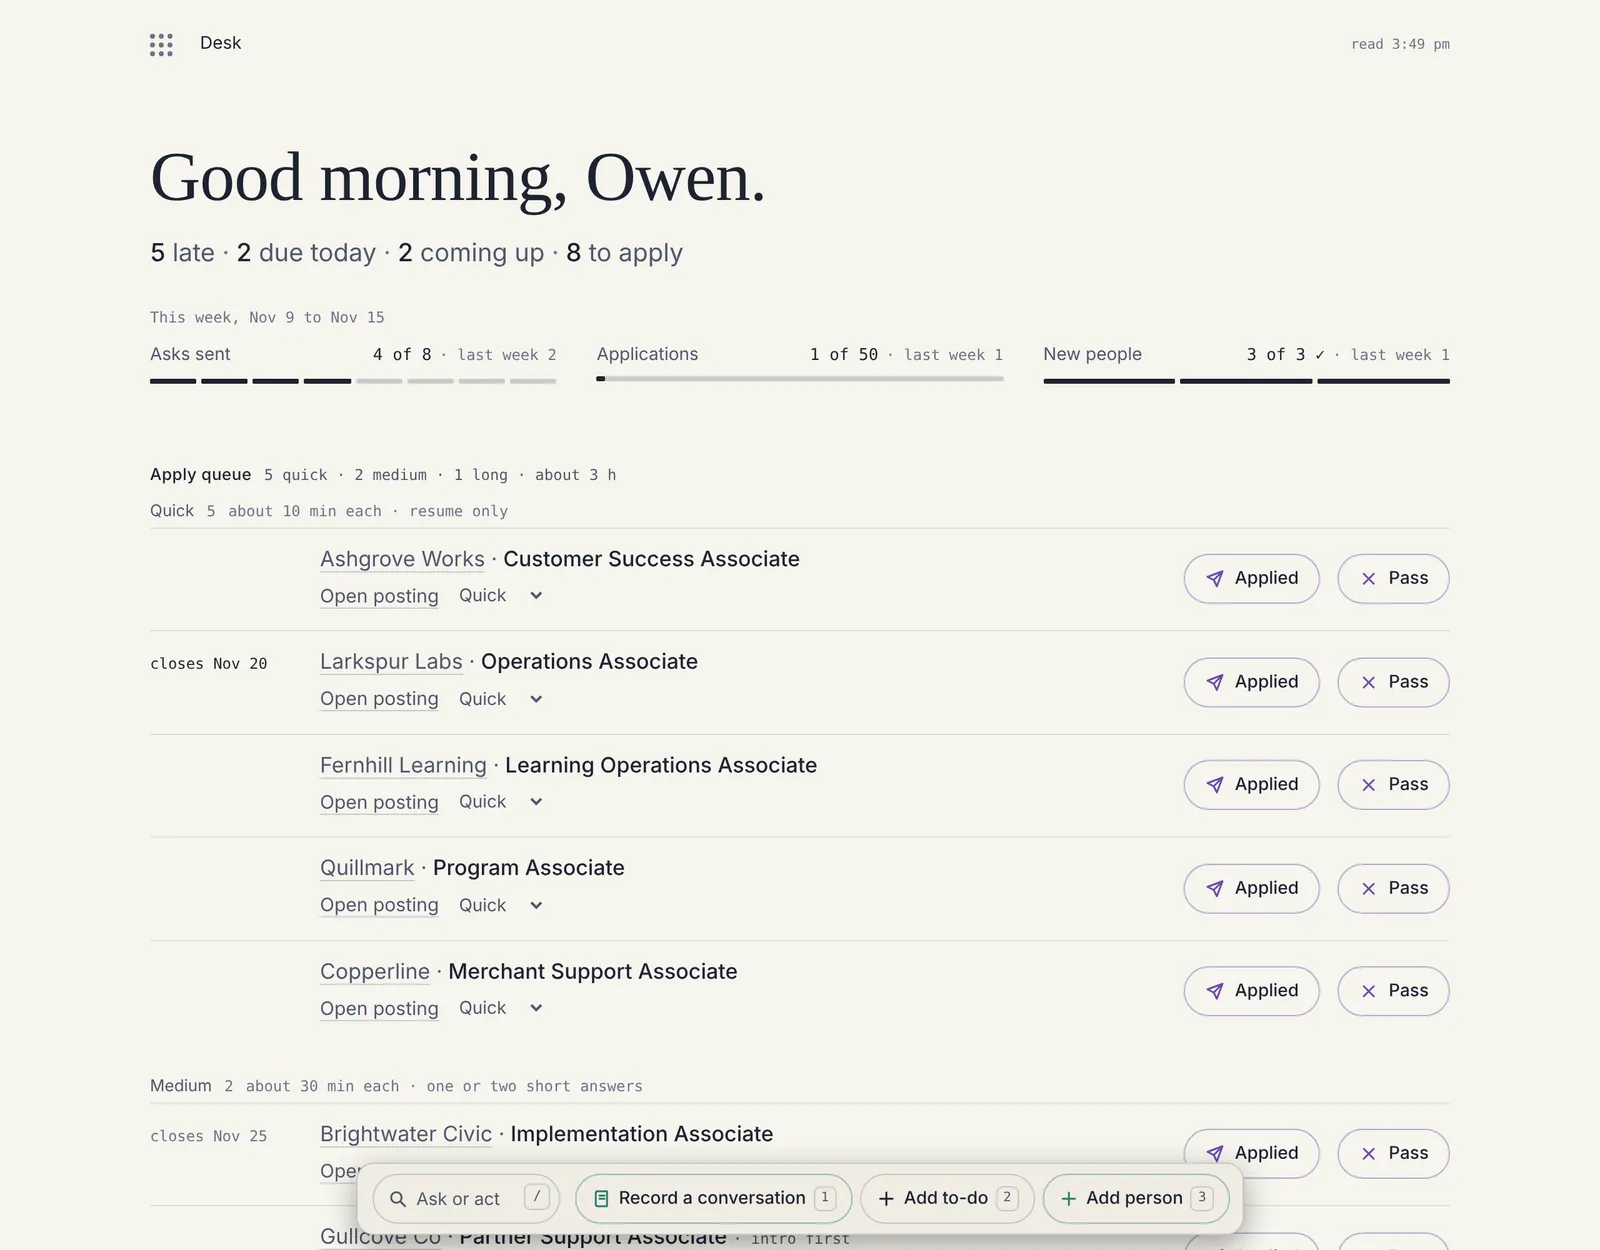 Desk
read 3:49 pm
Good morning, Owen.
5 late · 2 due today · 2 coming up · 8 to apply
This week, Nov 9 to Nov 15
Asks sent 4 of 8 · last week 2
Applications 1 of 50 · last week 1
New people 3 of 3 ✓ · last week 1
Apply queue 5 quick · 2 medium · 1 long · about 3 h
Quick 5 about 10 min each · resume only
Ashgrove Works · Customer Success Associate
Open posting Quick
Applied Pass
closes Nov 20
Larkspur Labs · Operations Associate
Open posting Quick
Applied Pass
Fernhill Learning · Learning Operations Associate
Open posting Quick
Applied Pass
Quillmark · Program Associate
Open posting Quick
Applied Pass
Copperline · Merchant Support Associate
Open posting Quick
Applied Pass
Medium 2 about 30 min each · one or two short answers
closes Nov 25
Brightwater Civic · Implementation Associate
Applied Pass
Ask or act /
Record a conversation 1
+ Add to-do 2
+ Add person 3
Gullcove Co · Partner Support Associate · intro first